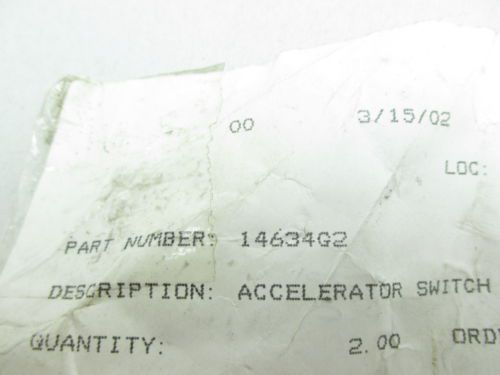 00 3/15/02
LOC:
PART NUMBER: 14634G2
DESCRIPTION: ACCELERATOR SWITCH
QUANTITY: 2.00